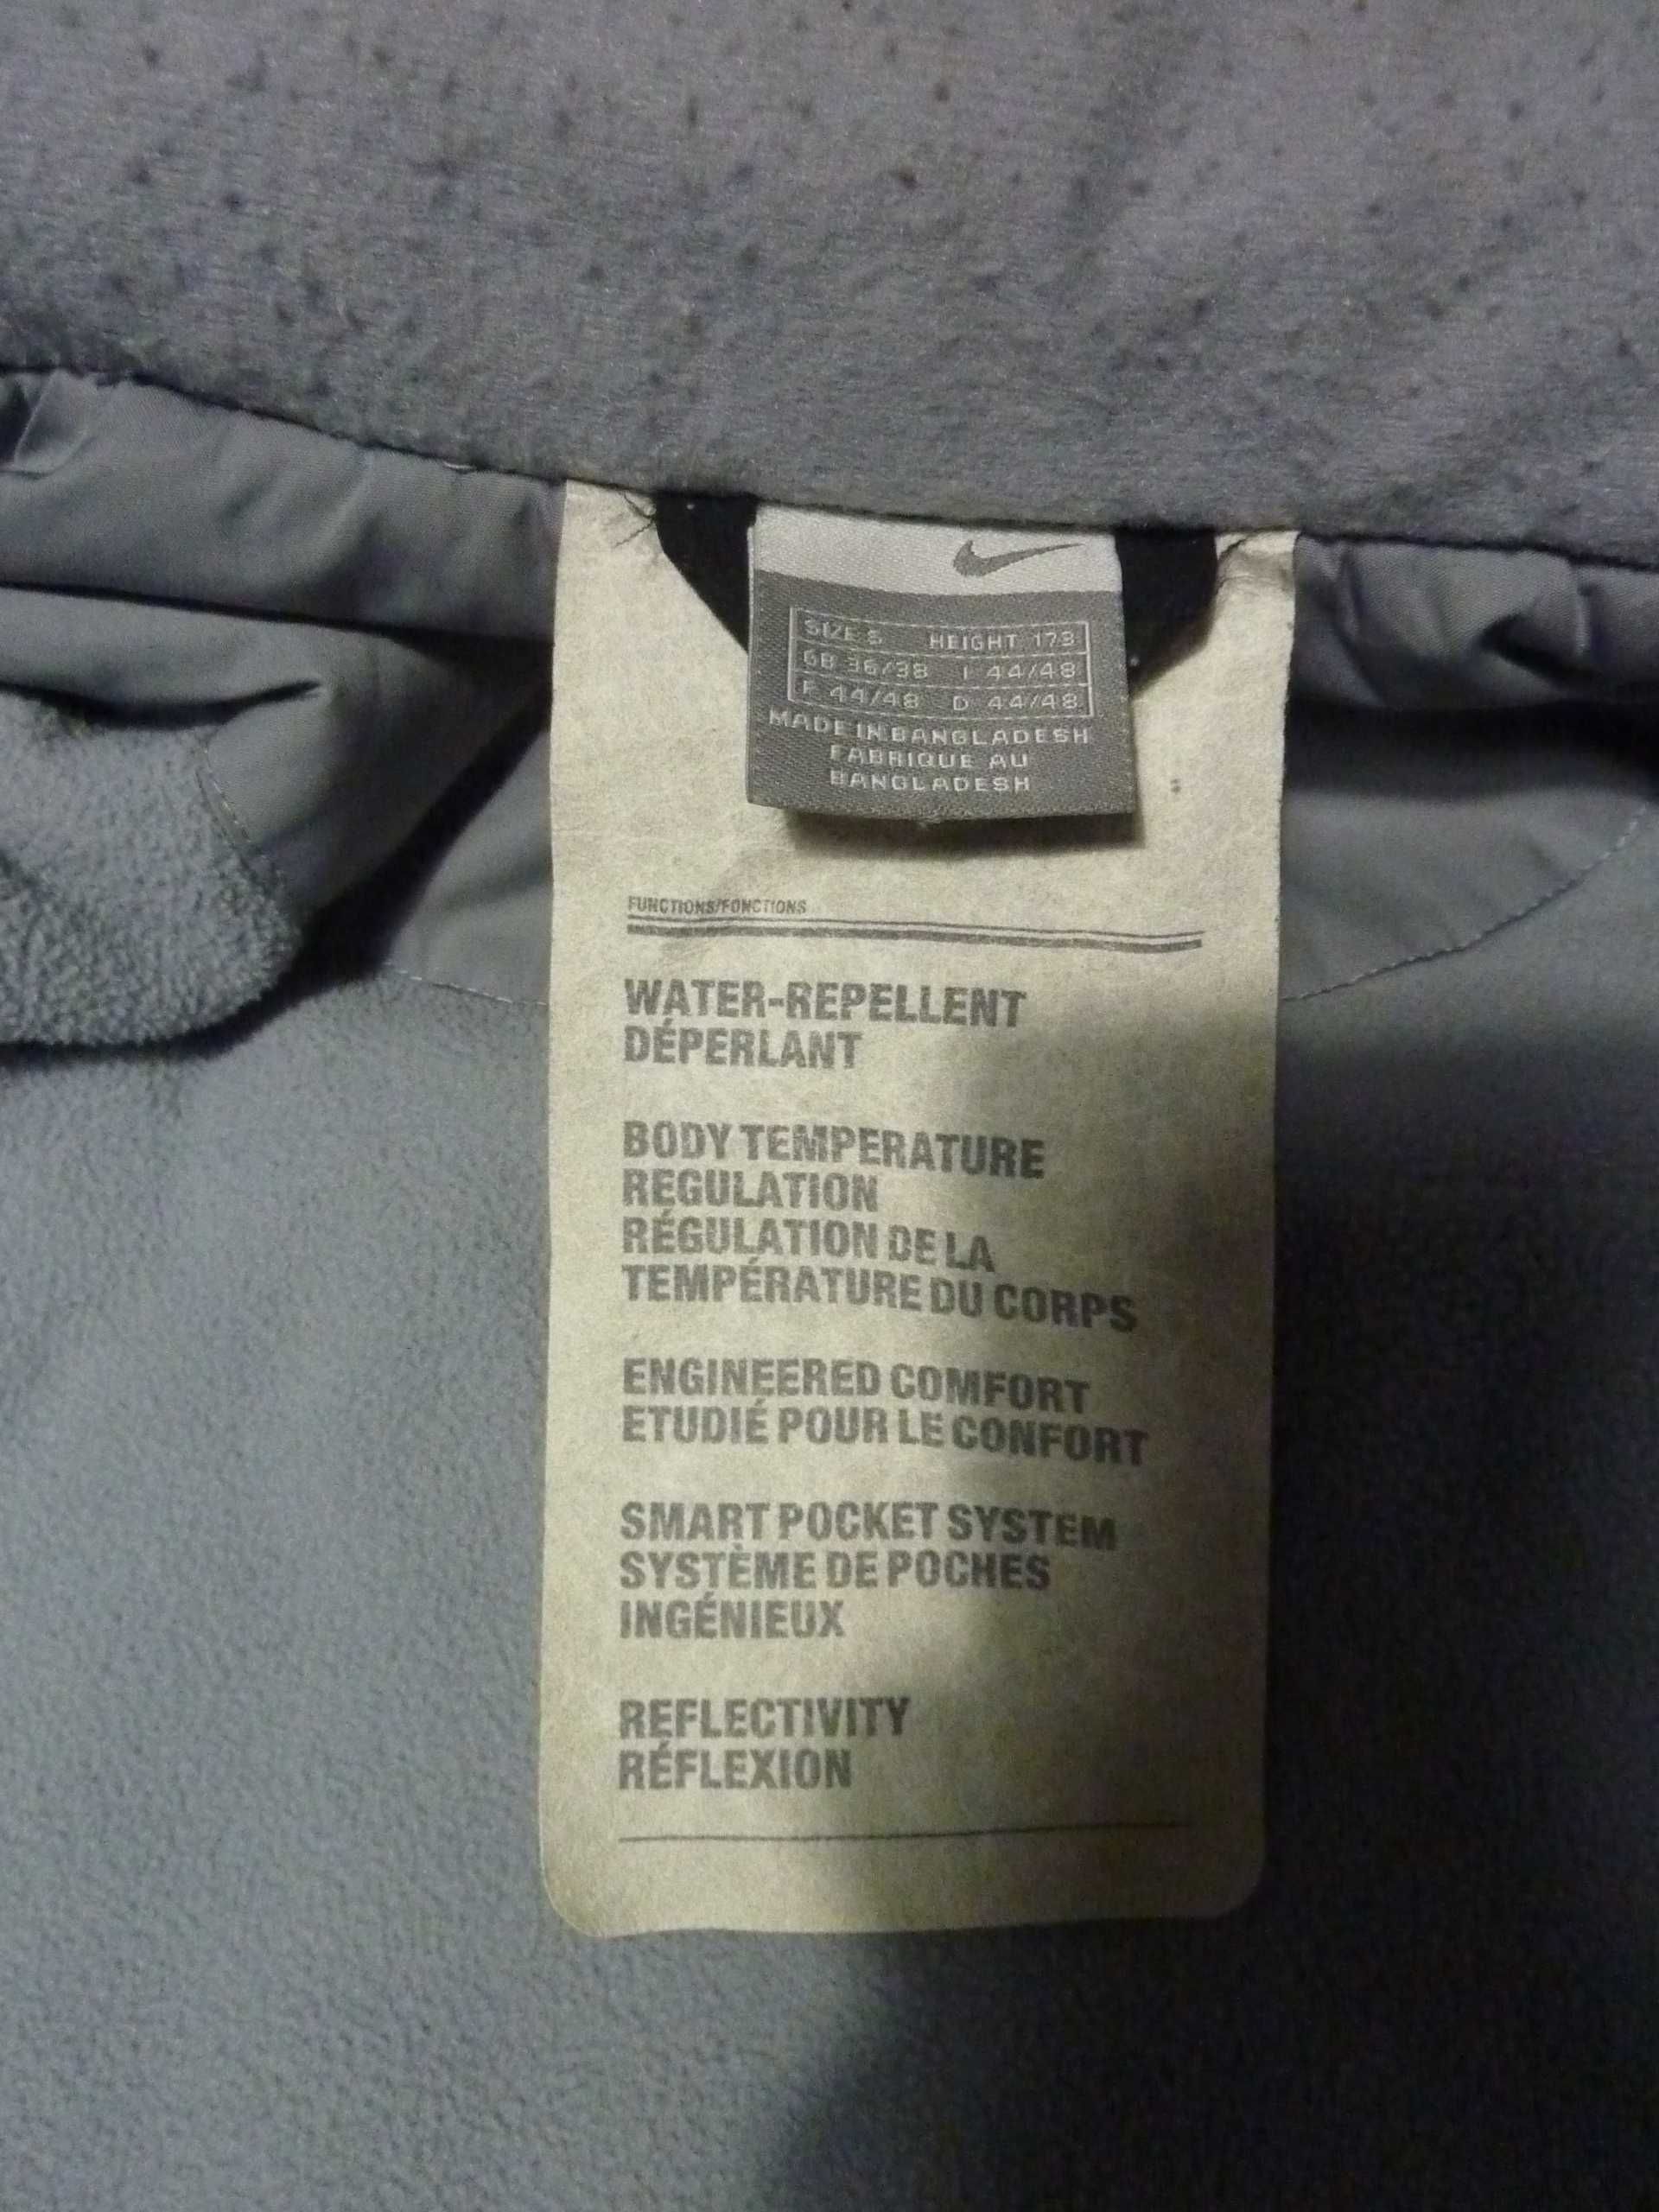 SIZE S HEIGHT 173
GB 36/38 I 44/48
F 44/48 D 44/48
MADE IN BANGLADESH
FABRIQUE AU
BANGLADESH
FUNCTIONS/FONCTIONS
WATER-REPELLENT
DÉPERLANT
BODY TEMPERATURE
REGULATION
RÉGULATION DE LA
TEMPÉRATURE DU CORPS
ENGINEERED COMFORT
ETUDIÉ POUR LE CONFORT
SMART POCKET SYSTEM
SYSTÈME DE POCHES
INGÉNIEUX
REFLECTIVITY
RÉFLEXION